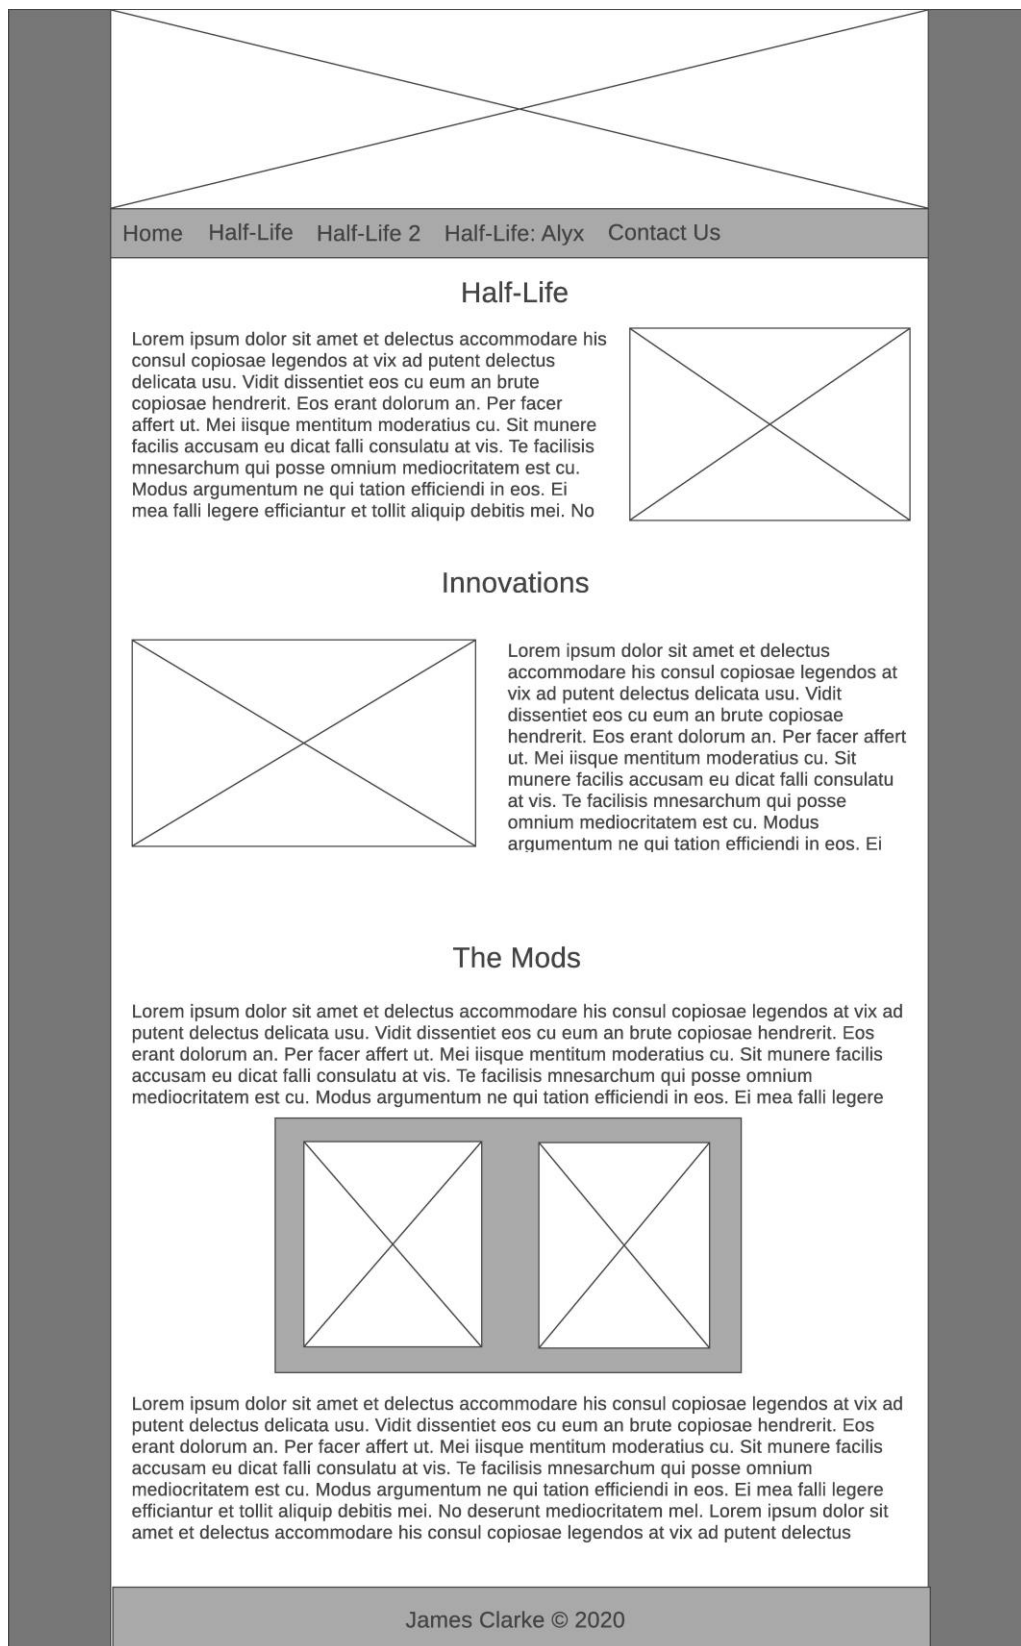 Home Half-Life Half-Life 2 Half-Life: Alyx Contact Us
Half-Life
Lorem ipsum dolor sit amet et delectus accommodare his
consul copiosae legendos at vix ad putent delectus
delicata usu. Vidit dissentiet eos cu eum an brute
copiosae hendrerit. Eos erant dolorum an. Per facer
affert ut. Mei iisque mentitum moderatius cu. Sit munere
facilis accusam eu dicat falli consulatu at vis. Te facilisis
mnesarchum qui posse omnium mediocritatem est cu.
Modus argumentum ne qui tation efficiendi in eos. Ei
mea falli legere efficiantur et tollit aliquip debitis mei. No
Innovations
Lorem ipsum dolor sit amet et delectus
accommodare his consul copiosae legendos at
vix ad putent delectus delicata usu. Vidit
dissentiet eos cu eum an brute copiosae
hendrerit. Eos erant dolorum an. Per facer affert
ut. Mei iisque mentitum moderatius cu. Sit
munere facilis accusam eu dicat falli consulatu
at vis. Te facilisis mnesarchum qui posse
omnium mediocritatem est cu. Modus
argumentum ne qui tation efficiendi in eos. Ei
The Mods
Lorem ipsum dolor sit amet et delectus accommodare his consul copiosae legendos at vix ad
putent delectus delicata usu. Vidit dissentiet eos cu eum an brute copiosae hendrerit. Eos
erant dolorum an. Per facer affert ut. Mei iisque mentitum moderatius cu. Sit munere facilis
accusam eu dicat falli consulatu at vis. Te facilisis mnesarchum qui posse omnium
mediocritatem est cu. Modus argumentum ne qui tation efficiendi in eos. Ei mea falli legere
Lorem ipsum dolor sit amet et delectus accommodare his consul copiosae legendos at vix ad
putent delectus delicata usu. Vidit dissentiet eos cu eum an brute copiosae hendrerit. Eos
erant dolorum an. Per facer affert ut. Mei iisque mentitum moderatius cu. Sit munere facilis
accusam eu dicat falli consulatu at vis. Te facilisis mnesarchum qui posse omnium
mediocritatem est cu. Modus argumentum ne qui tation efficiendi in eos. Ei mea falli legere
efficiantur et tollit aliquip debitis mei. No deserunt mediocritatem mel. Lorem ipsum dolor sit
amet et delectus accommodare his consul copiosae legendos at vix ad putent delectus
James Clarke © 2020